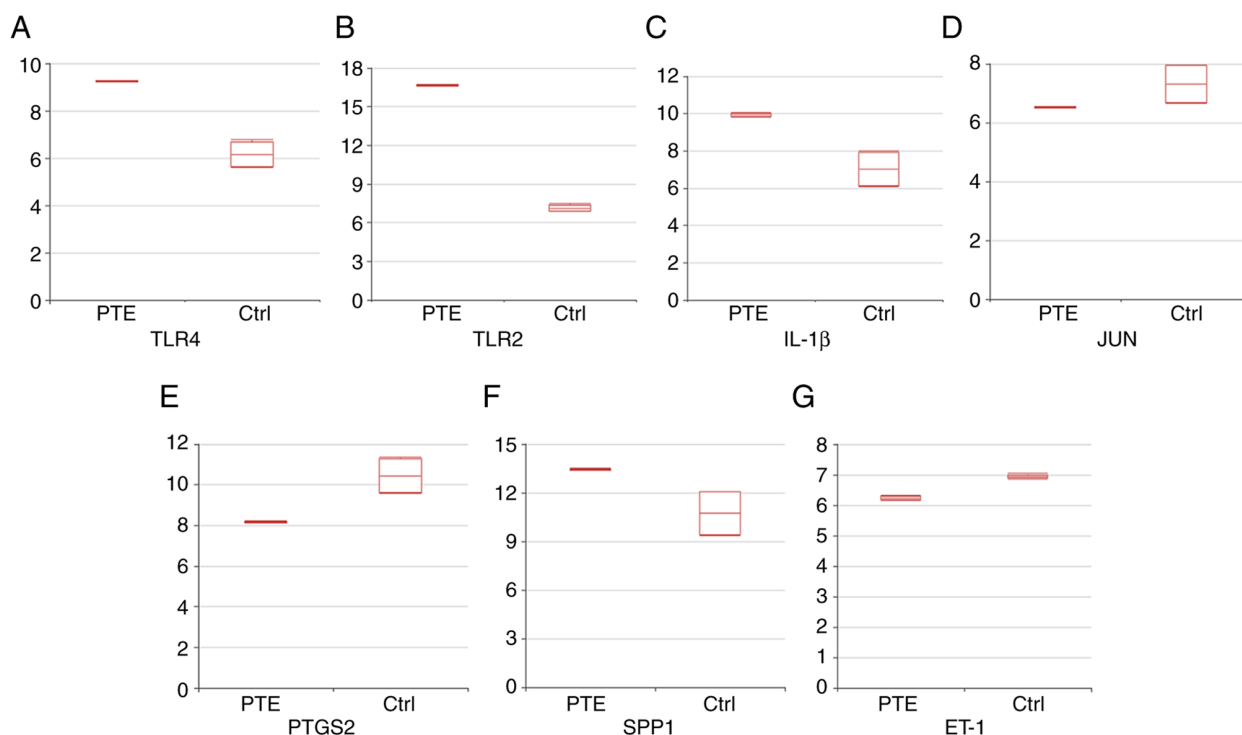 A
B
C
D
10
8
6
4
2
0
PTE
Ctrl
TLR4
18
15
12
9
6
3
0
PTE
Ctrl
TLR2
12
10
8
6
4
2
0
PTE
Ctrl
IL-1β
8
6
4
2
0
PTE
Ctrl
JUN
E
F
G
12
10
8
6
4
2
0
PTE
Ctrl
PTGS2
15
12
9
6
3
0
PTE
Ctrl
SPP1
8
7
6
5
4
3
2
1
0
PTE
Ctrl
ET-1